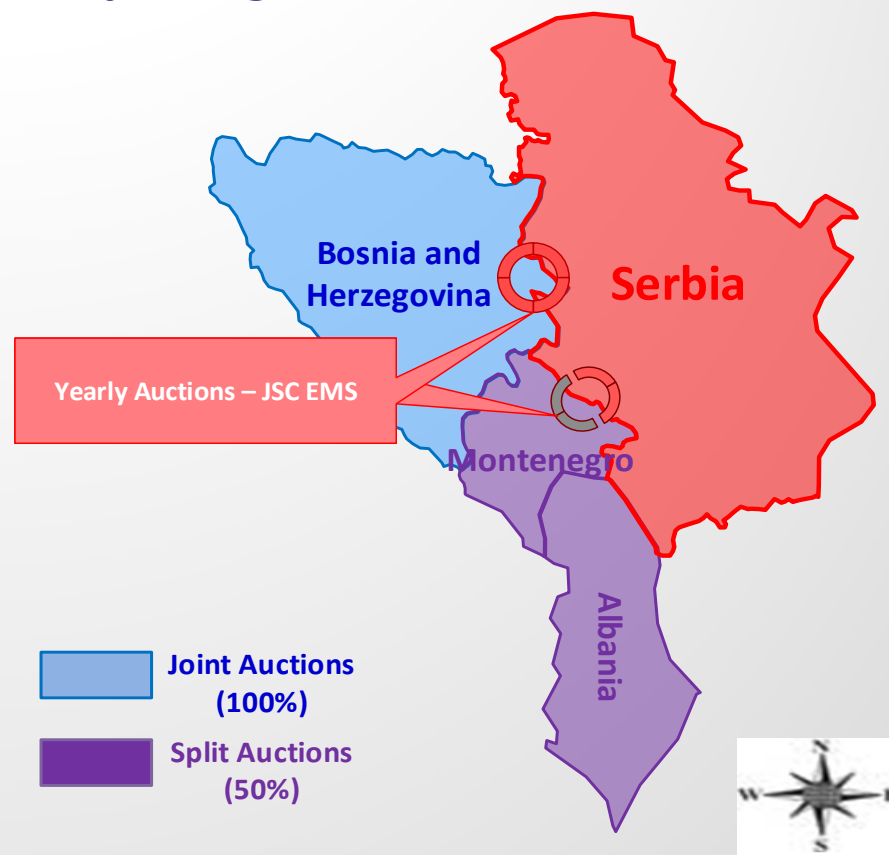 Bosnia and
Herzegovina
Serbia
Yearly Auctions – JSC EMS
Montenegro
Albania
Joint Auctions
(100%)
Split Auctions
(50%)
N
W
S